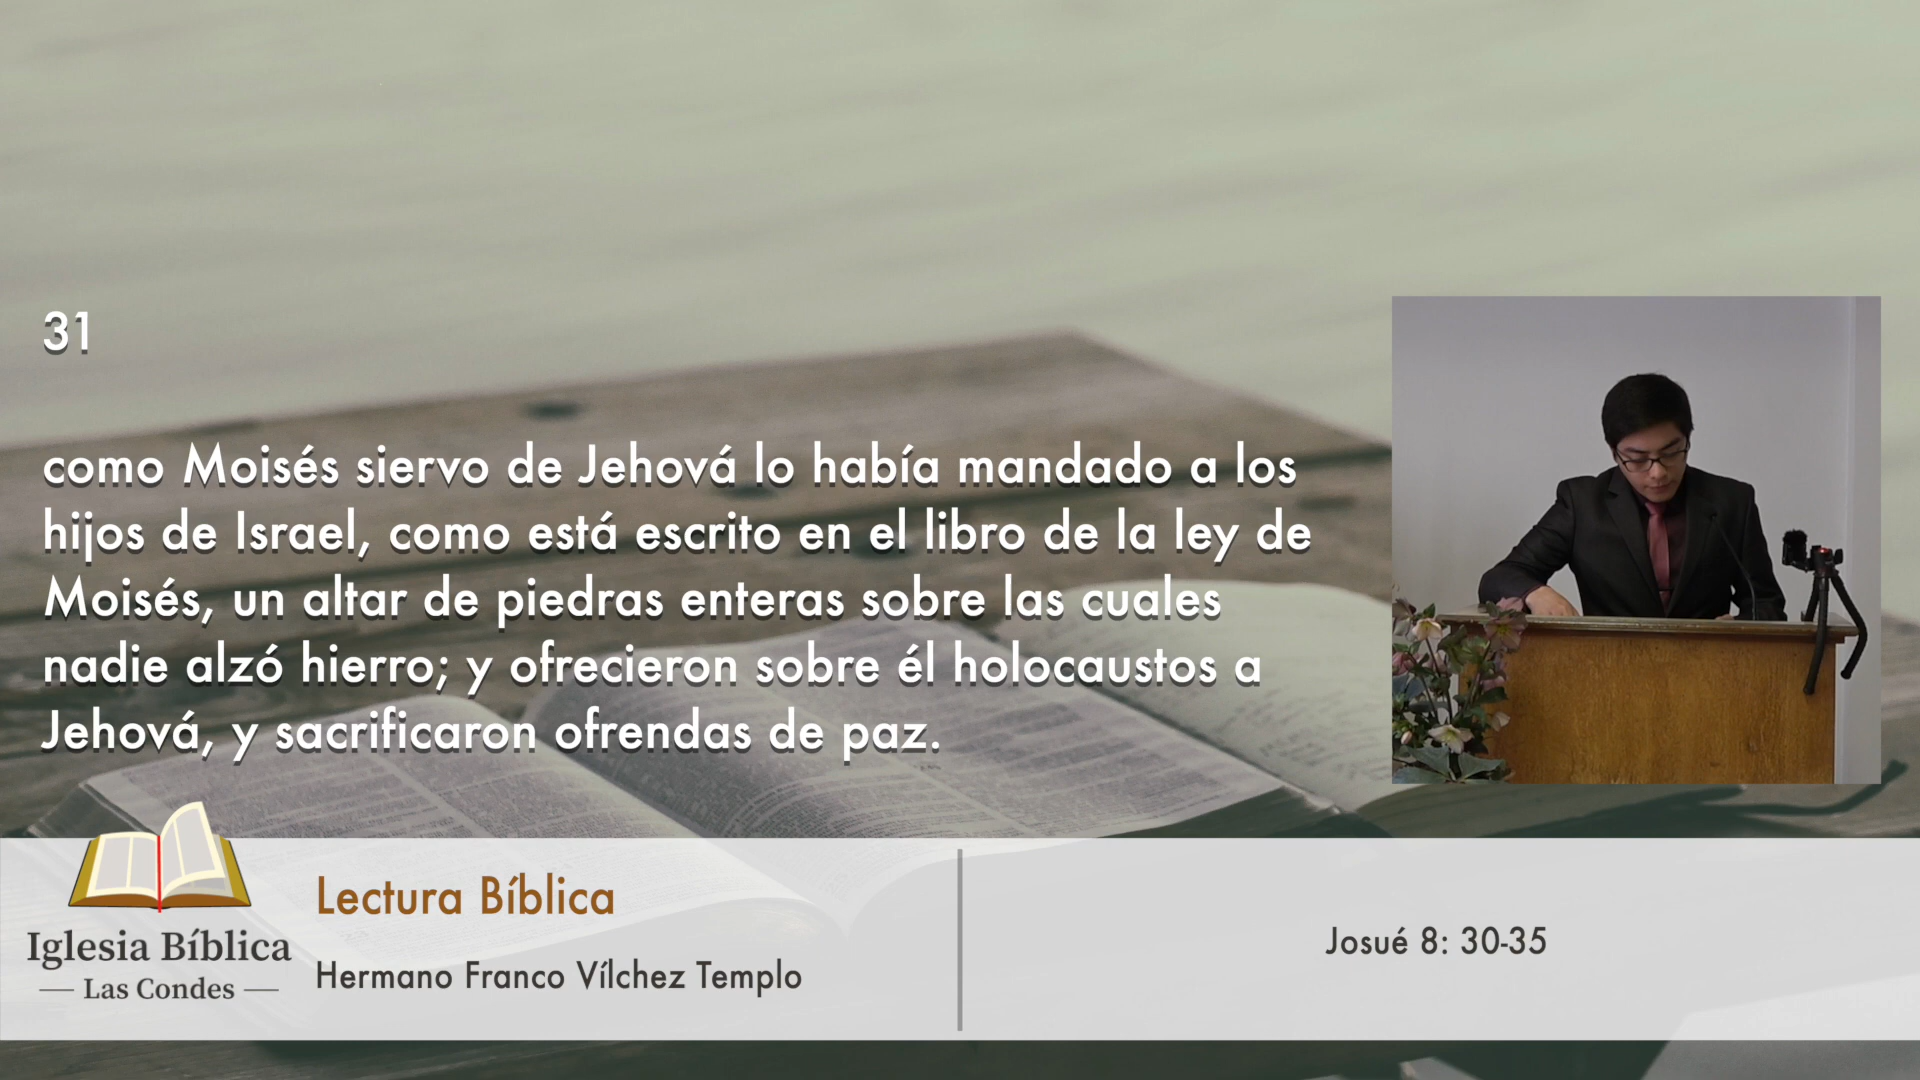 31
como Moisés siervo de Jehová lo había mandado a los
hijos de Israel, como está escrito en el libro de la ley de
Moisés, un altar de piedras enteras sobre las cuales
nadie alzó hierro; y ofrecieron sobre él holocaustos a
Jehová, y sacrificaron ofrendas de paz.
Iglesia Bíblica
— Las Condes —
Lectura Bíblica
Hermano Franco Vílchez Templo
Josué 8: 30-35